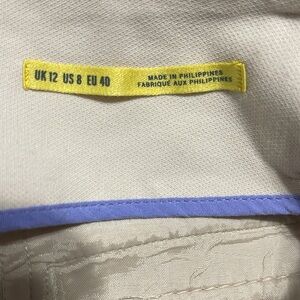 UK 12 US 8 EU 40
MADE IN PHILIPPINES
FABRIQUÉ AUX PHILIPPINES